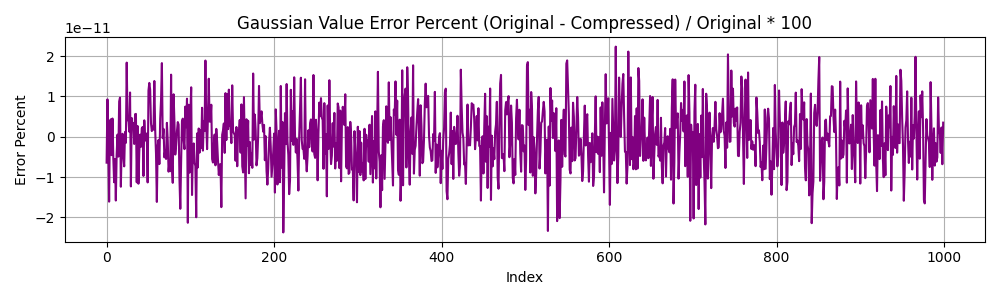 Gaussian Value Error Percent (Original - Compressed) / Original * 100
1e−11
2
1
0
−1
−2
Error Percent
0 200 400 600 800 1000
Index